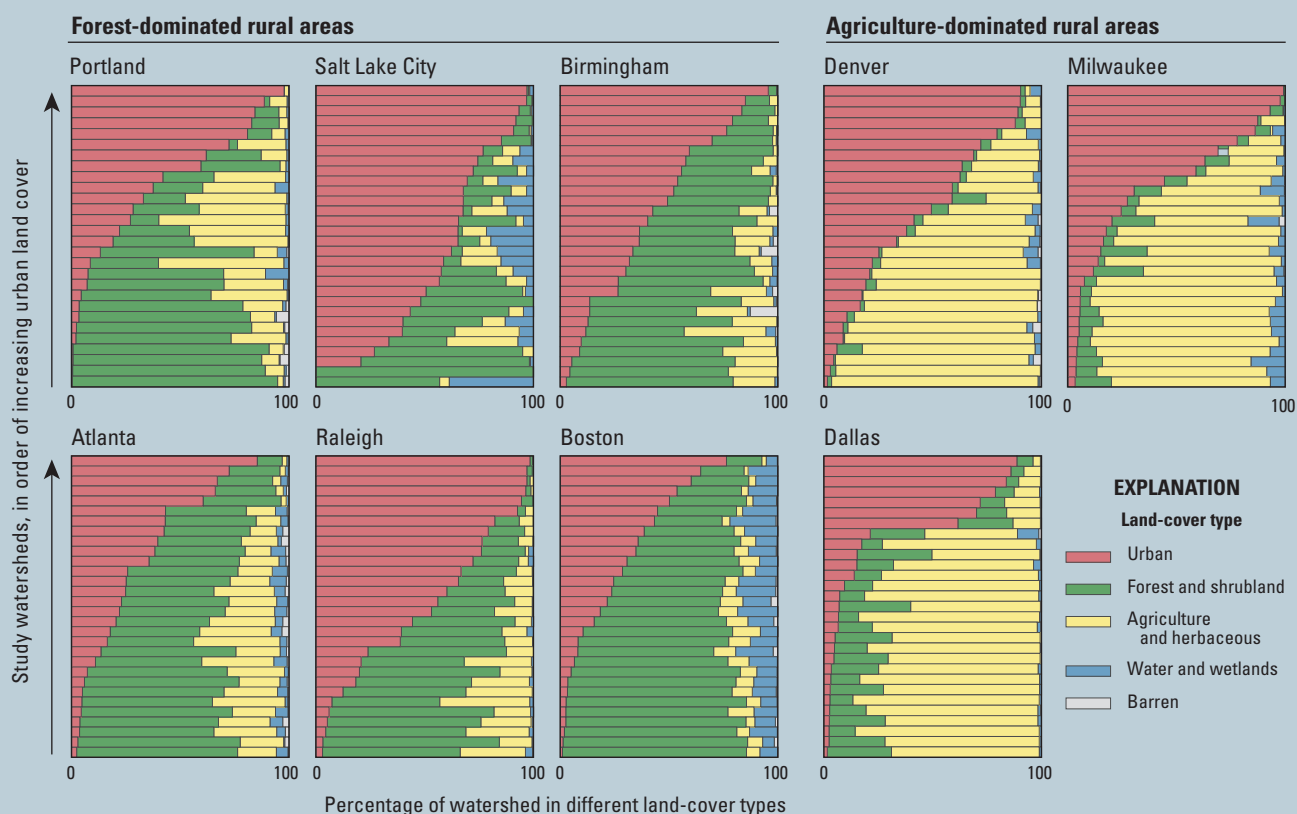 Forest-dominated rural areas
Agriculture-dominated rural areas
Portland
Salt Lake City
Birmingham
Denver
Milwaukee
0 100
0 100
0 100
0 100
0 100
Atlanta
Raleigh
Boston
Dallas
0 100
0 100
0 100
0 100
Study watersheds, in order of increasing urban land cover
Percentage of watershed in different land-cover types
EXPLANATION
Land-cover type
Urban
Forest and shrubland
Agriculture
and herbaceous
Water and wetlands
Barren